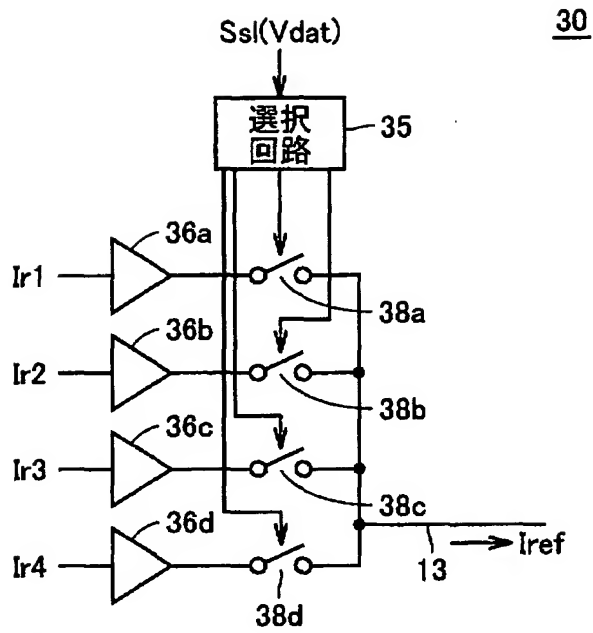 30
Ssl(Vdat)
選択
回路
35
36a
Ir1
38a
36b
Ir2
38b
36c
Ir3
38c
36d
Iref
13
Ir4
38d